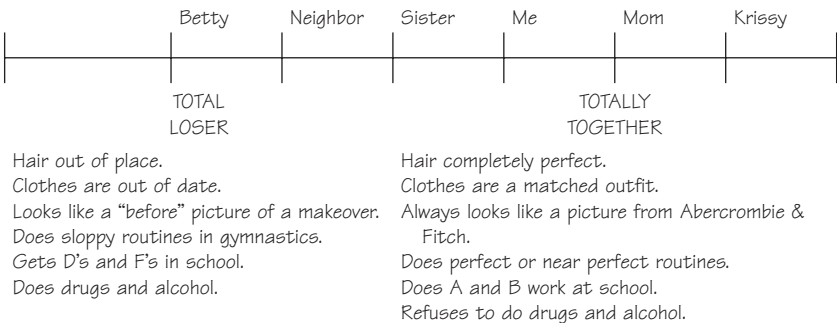 Betty Neighbor Sister Me Mom Krissy
TOTAL
LOSER
Hair out of place.
Clothes are out of date.
Looks like a “before” picture of a makeover.
Does sloppy routines in gymnastics.
Gets D’s and F’s in school.
Does drugs and alcohol.
TOTALLY
TOGETHER
Hair completely perfect.
Clothes are a matched outfit.
Always looks like a picture from Abercrombie &
Fitch.
Does perfect or near perfect routines.
Does A and B work at school.
Refuses to do drugs and alcohol.